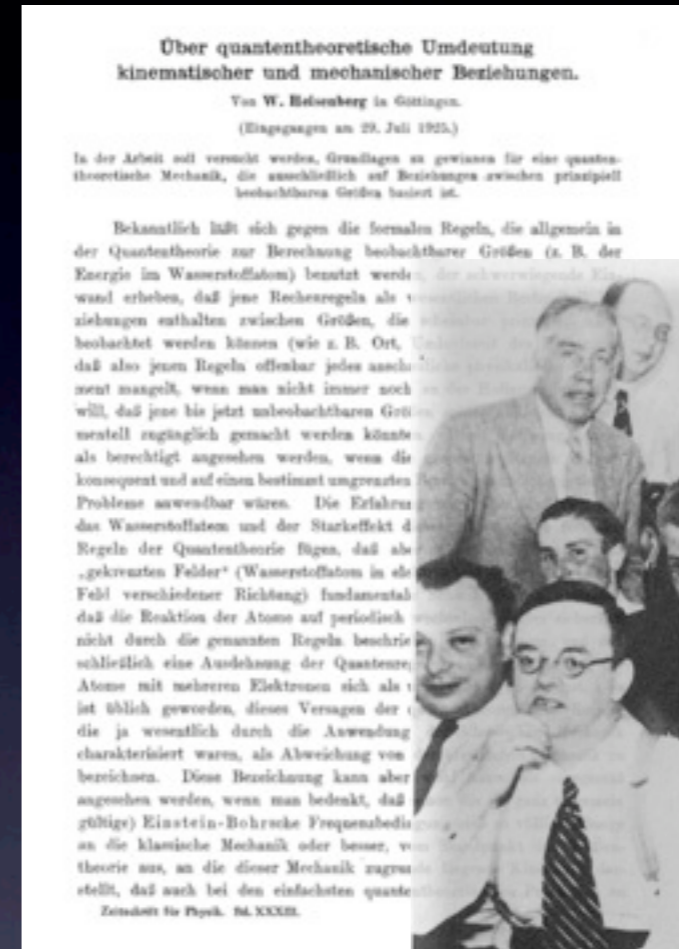 Über quantentheoretische Umdeutung
kinematischer und mechanischer Beziehungen.
Von W. Heisenberg in Göttingen.
(Eingegangen am 29. Juli 1925.)
In der Arbeit soll versucht werden, Grundlagen zu gewinnen für eine quanten-
theoretische Mechanik, die ausschließlich auf Beziehungen zwischen prinzipiell
beobachtbaren Größen basiert ist.
Bekanntlich läßt sich gegen die formalen Regeln, die allgemein in
der Quantentheorie zur Berechnung beobachtbarer Größen (z. B. der
Energie im Wasserstoffatom) benutzt werden, der schwerwiegende Ein-
wand erheben, daß jene Rechenregeln als
ziehungen enthalten zwischen Größen, die
beobachtet werden können (wie z. B. Ort,
daß also jenen Regeln offenbar jedes
ment mangelt, wenn man nicht immer noch
will, daß jene bis jetzt unbeobachtbaren
mentell zugänglich gemacht werden könnten.
als berechtigt angesehen werden, wenn die
konsequent und auf einen bestimmt umgrenzten
Probleme anwendbar wären. Die
das Wasserstoffatom und der Starkeffekt
Regeln der Quantentheorie fügen, daß
„gekreuzten Felder“ (Wasserstoffatom in
Feld verschiedener Richtung)
daß die Reaktion der Atome auf periodisch
nicht durch die genannten Regeln
schließlich eine Ausdehnung der
Atome mit mehreren Elektronen sich als
ist üblich geworden, dieses Versagen der
die ja wesentlich durch die Anwendung
charakterisiert waren, als Abweichung von
bezeichnen. Diese Bezeichnung kann aber
angesehen werden, wenn man bedenkt, daß
gültige) Einstein-Bohrsche
an die klassische Mechanik oder besser,
theorie aus, an die dieser Mechanik
stellt, daß auch bei den einfachsten
Zeitschrift für Physik. Bd. XXXIII.